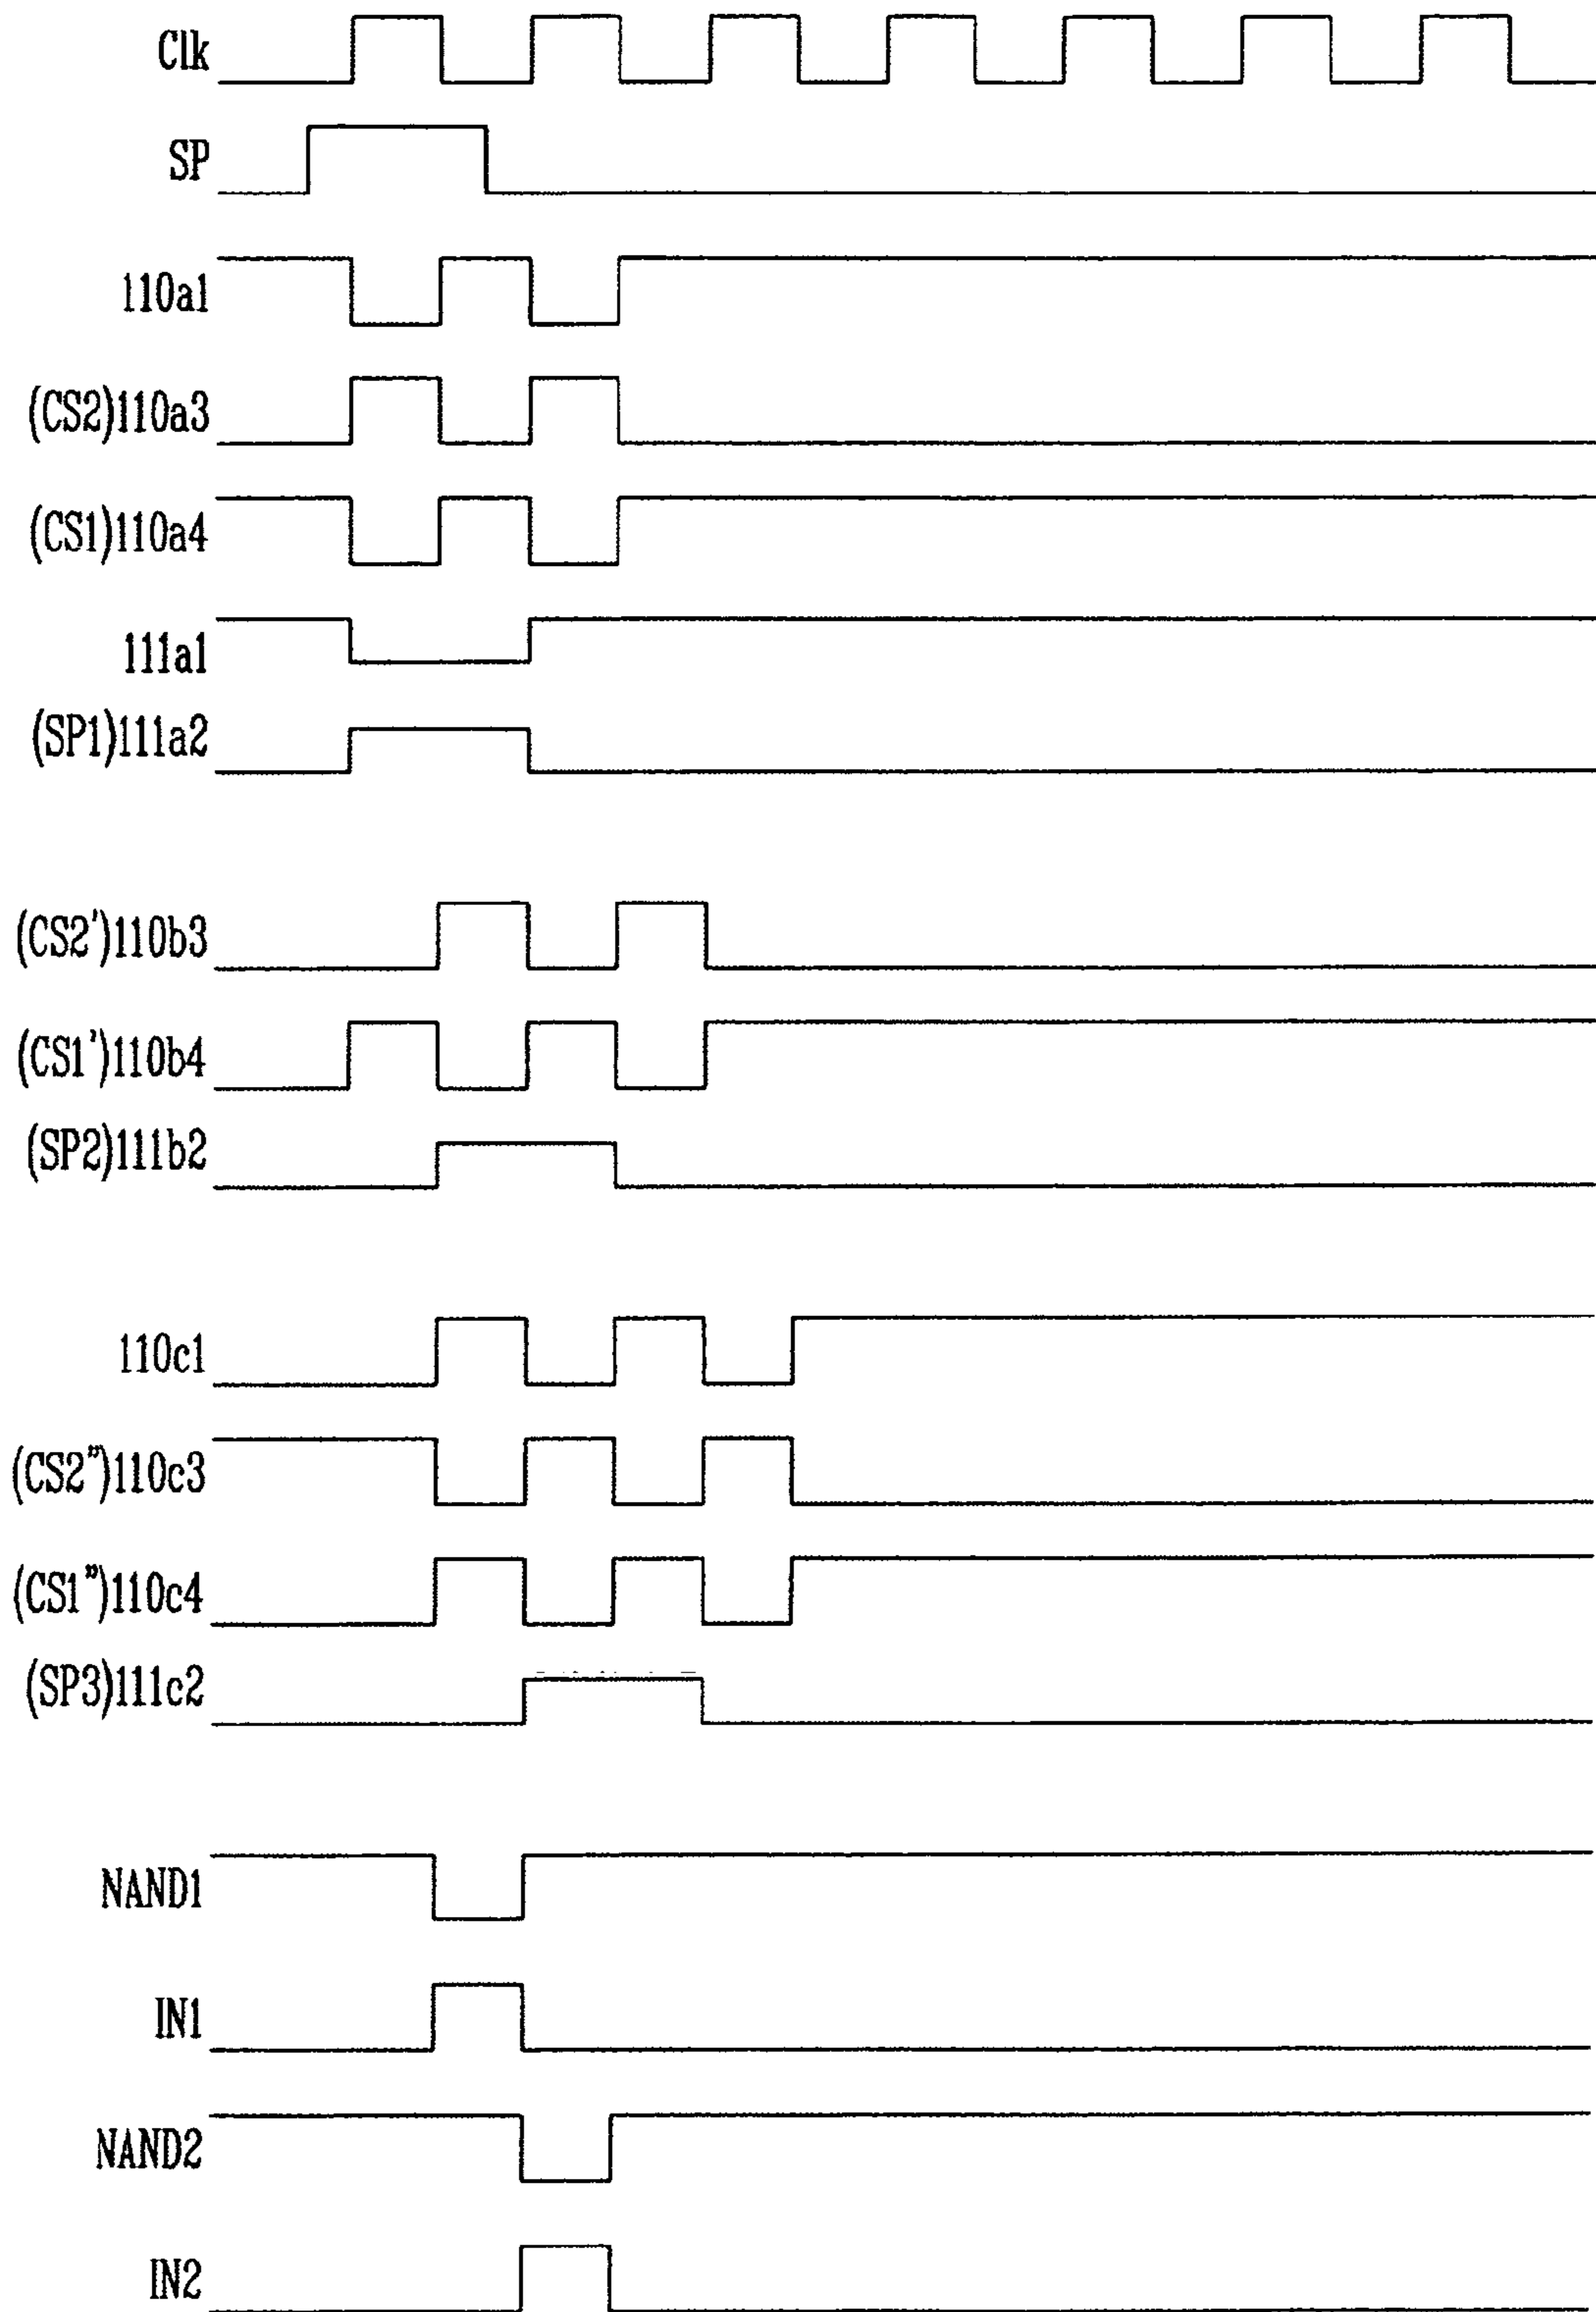 Clk
SP
110a1
(CS2)110a3
(CS1)110a4
111a1
(SP1)111a2
(CS2')110b3
(CS1')110b4
(SP2)111b2
110c1
(CS2")110c3
(CS1")110c4
(SP3)111c2
NAND1
IN1
NAND2
IN2